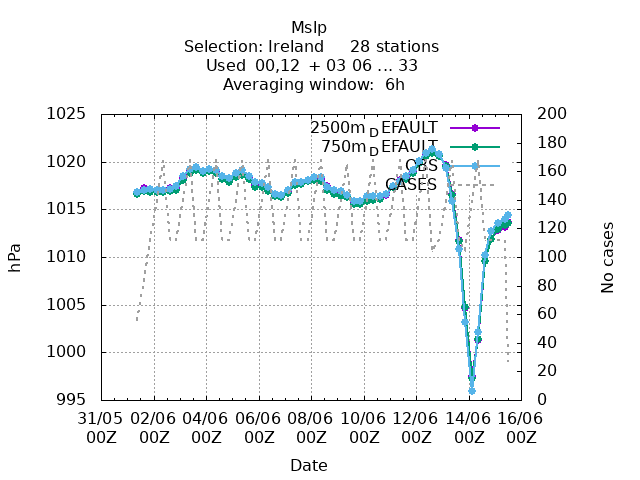 Mslp
Selection: Ireland 28 stations
Used 00,12 + 03 06 ... 33
Averaging window: 6h
1025 200
2500m DEFAULT
180
750m DEFAULT
1020 160
OBS
CASES
1015 140
120
1010 100
hPa
No cases
80
1005 60
1000 40
20
995 0
31/05 02/06 04/06 06/06 08/06 10/06 12/06 14/06 16/06
00Z 00Z 00Z 00Z 00Z 00Z 00Z 00Z 00Z
Date